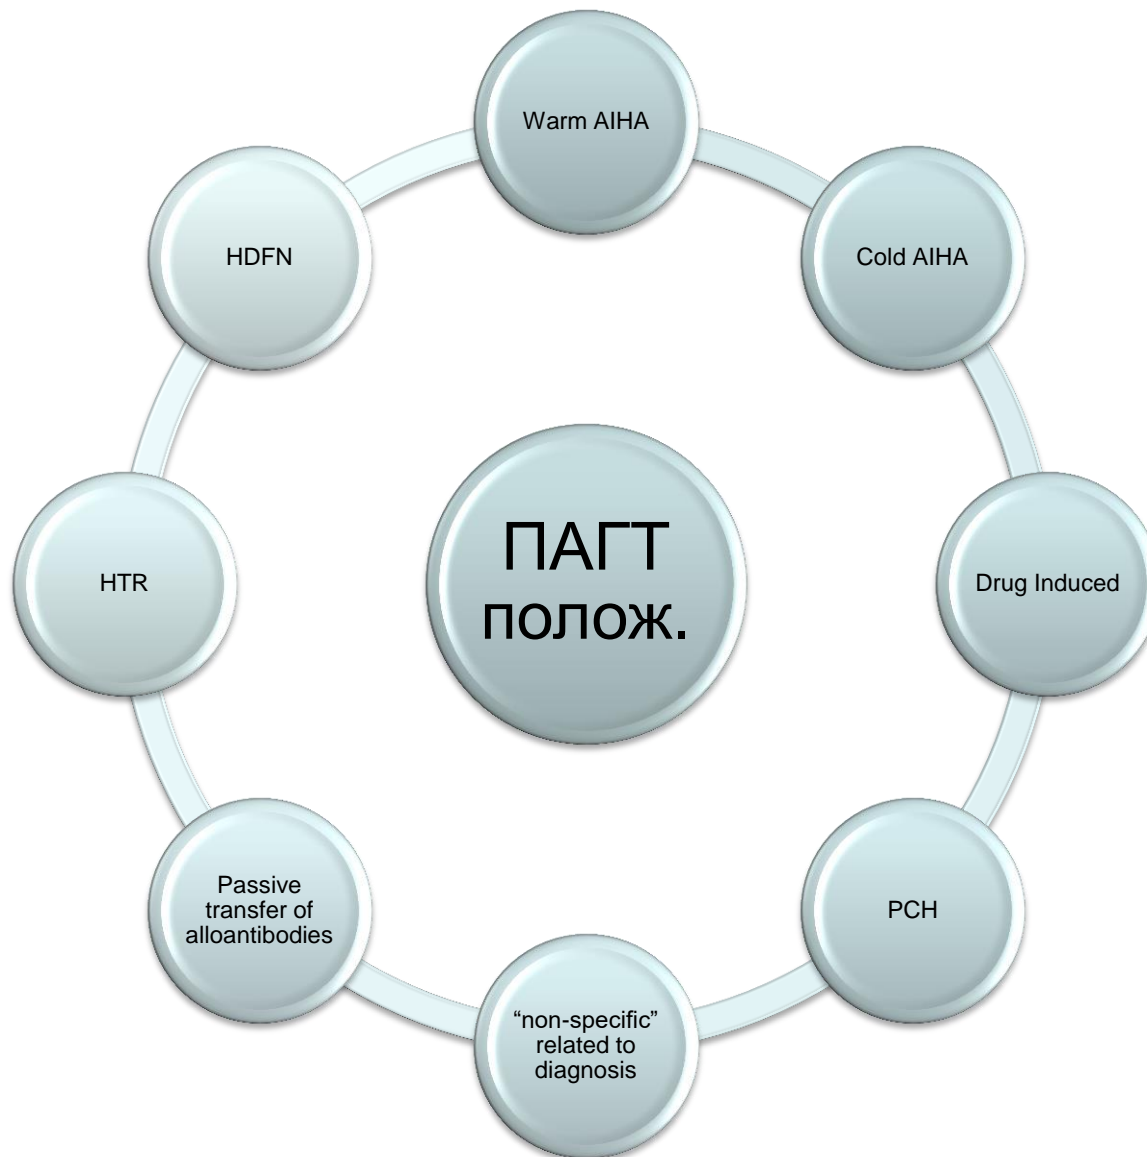 Warm AIHA
Cold AIHA
Drug Induced
PCH
“non-specific”
related to
diagnosis
Passive
transfer of
alloantibodies
HTR
HDFN
ПАГТ
полож.